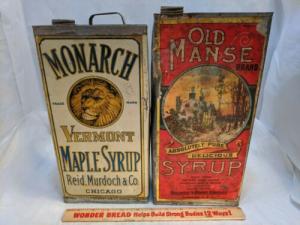 MONARCH
TRADE MARK
VERMONT
MAPLE SYRUP
Reid, Murdoch & Co.
CHICAGO
OLD
MANSE
BRAND
ABSOLUTELY PURE
DELICIOUS
SYRUP
WONDER BREAD Helps Build Strong Bodies 12 Ways!